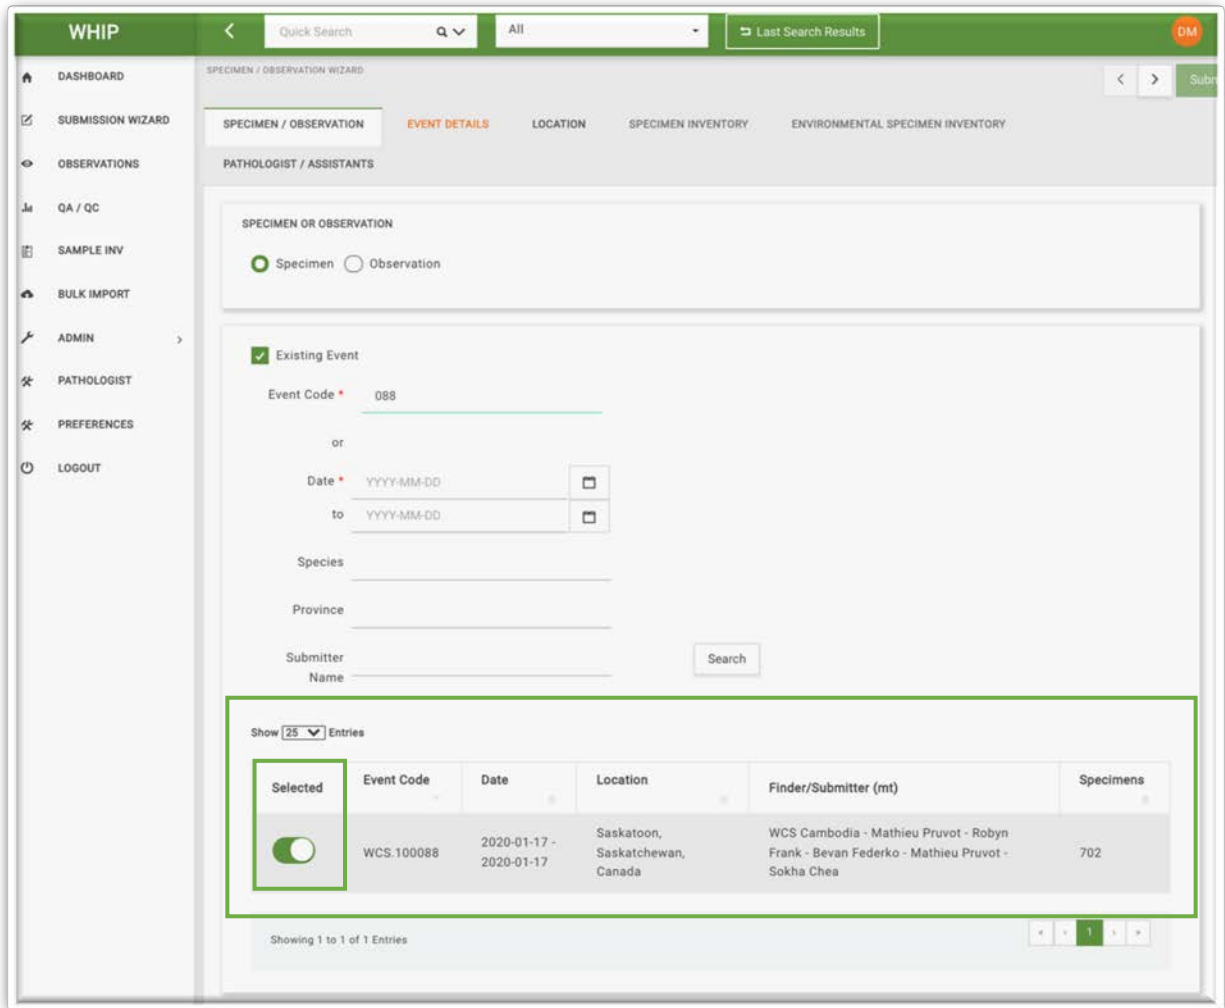 WHIP
Quick Search
All
Last Search Results
DM
DASHBOARD
SUBMISSION WIZARD
OBSERVATIONS
QA / QC
SAMPLE INV
BULK IMPORT
ADMIN
PATHOLOGIST
PREFERENCES
LOGOUT
SPECIMEN / OBSERVATION WIZARD
Subm
SPECIMEN / OBSERVATION EVENT DETAILS LOCATION SPECIMEN INVENTORY ENVIRONMENTAL SPECIMEN INVENTORY
PATHOLOGIST / ASSISTANTS
SPECIMEN OR OBSERVATION
Specimen Observation
Existing Event
Event Code * 088
or
Date * YYYY-MM-DD
to YYYY-MM-DD
Species
Province
Submitter
Name
Search
Show 25 Entries
Selected Event Code Date Location Finder/Submitter (mt) Specimens
WCS.100088
2020-01-17 -
2020-01-17
Saskatoon,
Saskatchewan,
Canada
WCS Cambodia - Mathieu Pruvot - Robyn
Frank - Bevan Federko - Mathieu Pruvot -
Sokha Chea
702
Showing 1 to 1 of 1 Entries
« ‹ 1 › »